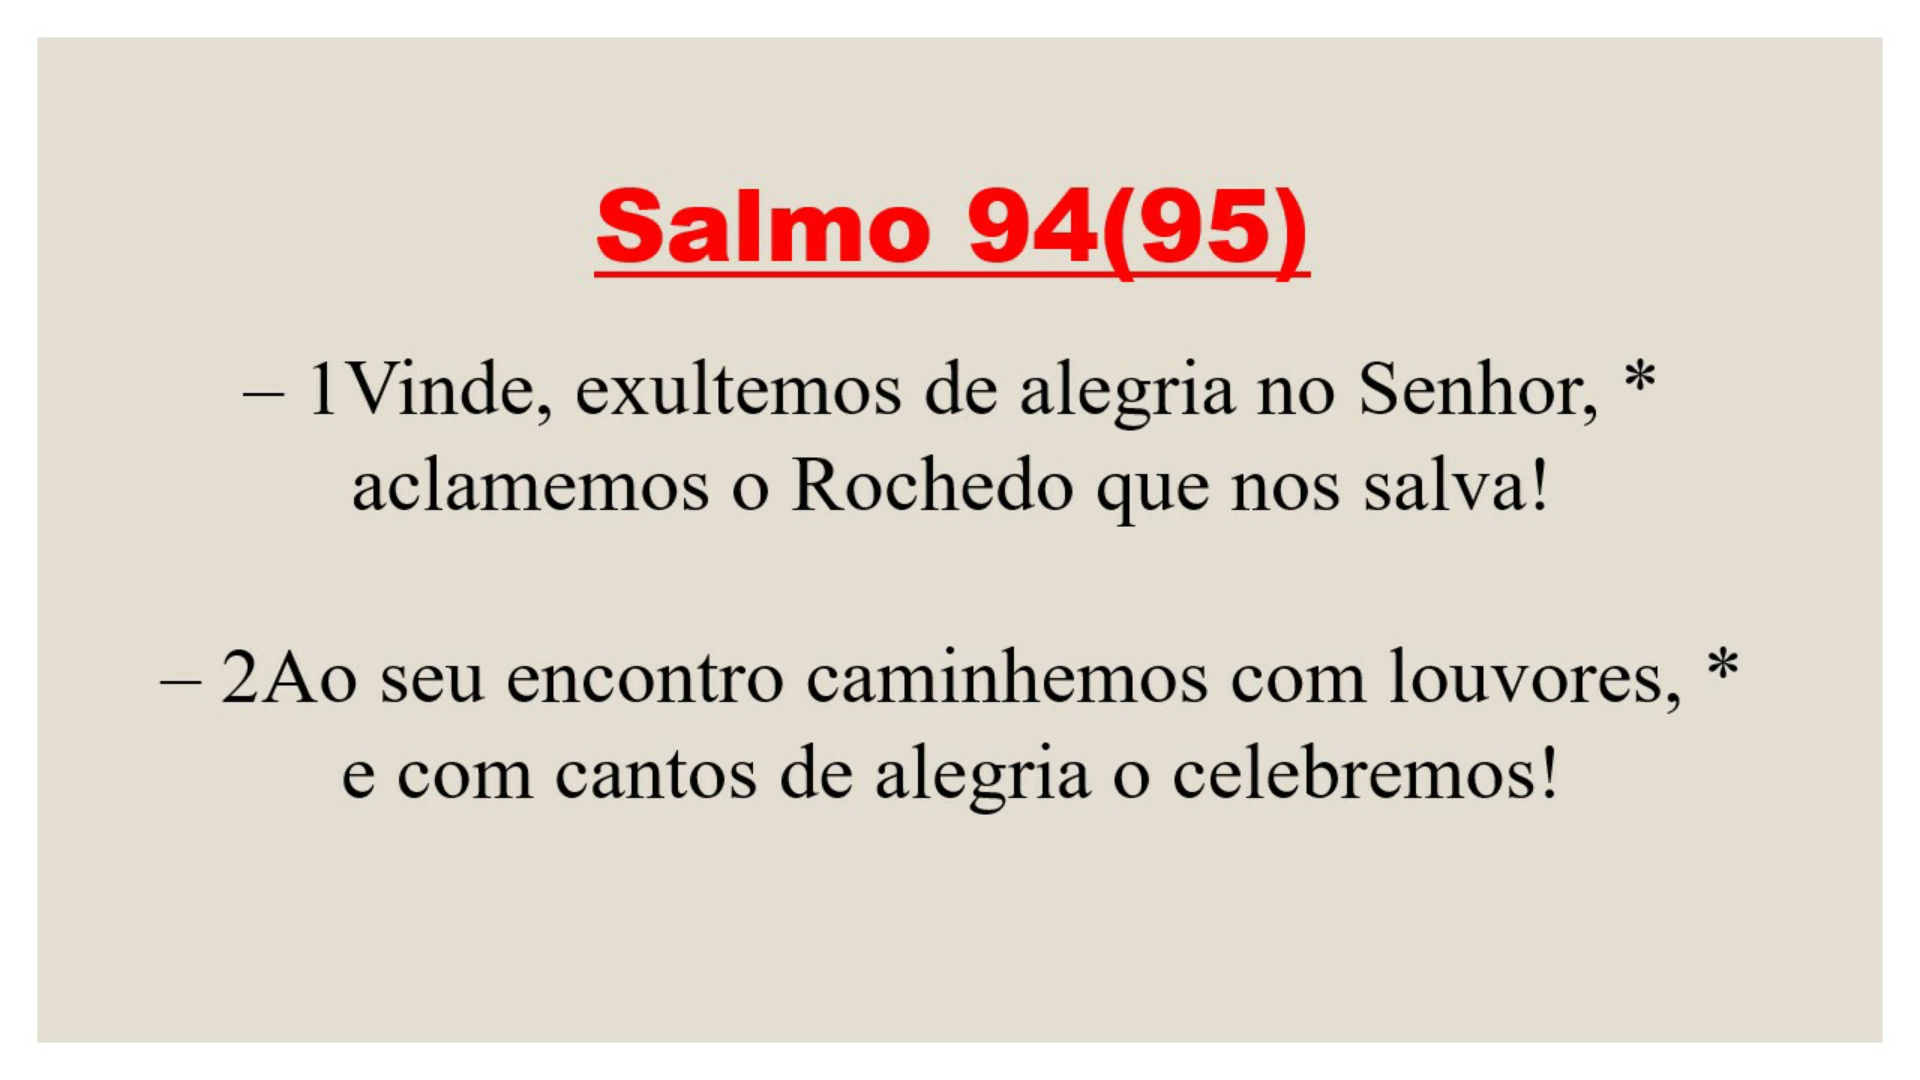 Salmo 94(95)
– 1Vinde, exultemos de alegria no Senhor, *
aclamemos o Rochedo que nos salva!
– 2Ao seu encontro caminhemos com louvores, *
e com cantos de alegria o celebremos!